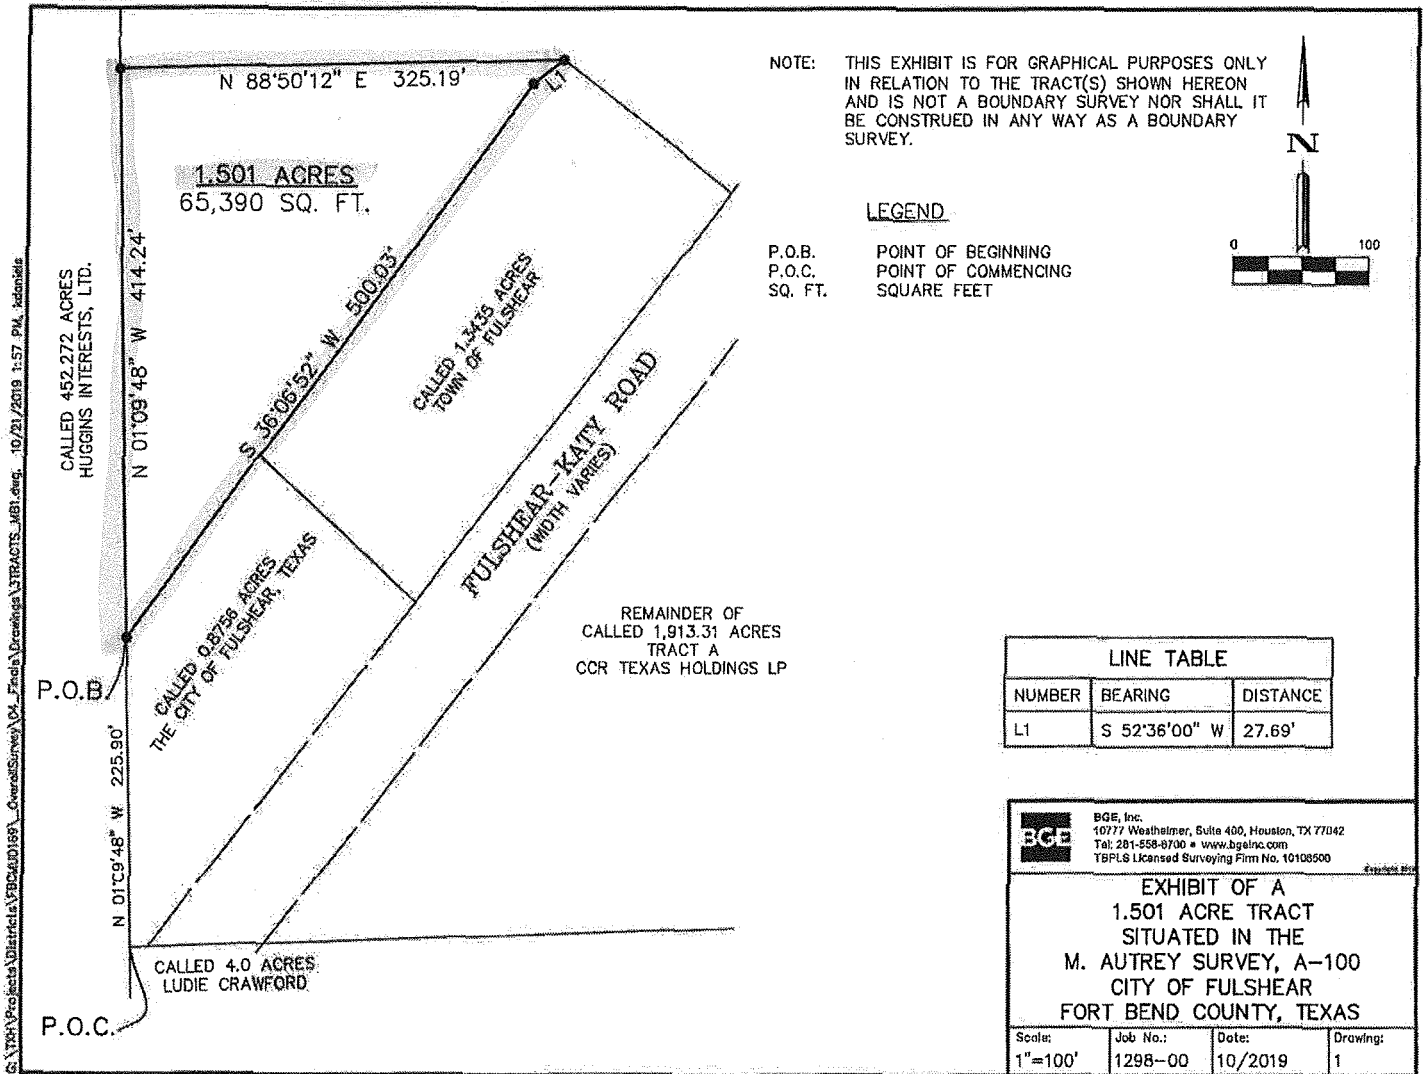 N 88°50'12" E 325.19'
L1
1.501 ACRES
65,390 SQ. FT.
CALLED 452.272 ACRES
HUGGINS INTERESTS, LTD.
N 01°09'48" W 414.24'
S 36°06'52" W 500.03'
CALLED 1.3435 ACRES
TOWN OF FULSHEAR
FULSHEAR-KATY ROAD
(WIDTH VARIES)
CALLED 0.8756 ACRES
THE CITY OF FULSHEAR, TEXAS
P.O.B.
N 01°09'48" W 225.90'
REMAINDER OF
CALLED 1,913.31 ACRES
TRACT A
CCR TEXAS HOLDINGS LP
CALLED 4.0 ACRES
LUDIE CRAWFORD
P.O.C.
NOTE: THIS EXHIBIT IS FOR GRAPHICAL PURPOSES ONLY
IN RELATION TO THE TRACT(S) SHOWN HEREON
AND IS NOT A BOUNDARY SURVEY NOR SHALL IT
BE CONSTRUED IN ANY WAY AS A BOUNDARY
SURVEY.
N
0 100
LEGEND
P.O.B. POINT OF BEGINNING
P.O.C. POINT OF COMMENCING
SQ. FT. SQUARE FEET
LINE TABLE
NUMBER BEARING DISTANCE
L1 S 52°36'00" W 27.69'
BGE
BGE, Inc.
10777 Westheimer, Suite 400, Houston, TX 77042
Tel: 281-558-8700 • www.bgeinc.com
TBPLS Licensed Surveying Firm No. 10106500
EXHIBIT OF A
1.501 ACRE TRACT
SITUATED IN THE
M. AUTREY SURVEY, A-100
CITY OF FULSHEAR
FORT BEND COUNTY, TEXAS
Scale: Job No.: Date: Drawing:
1"=100' 1298-00 10/2019 1
10/21/2019 1:57 PM, kdaniels